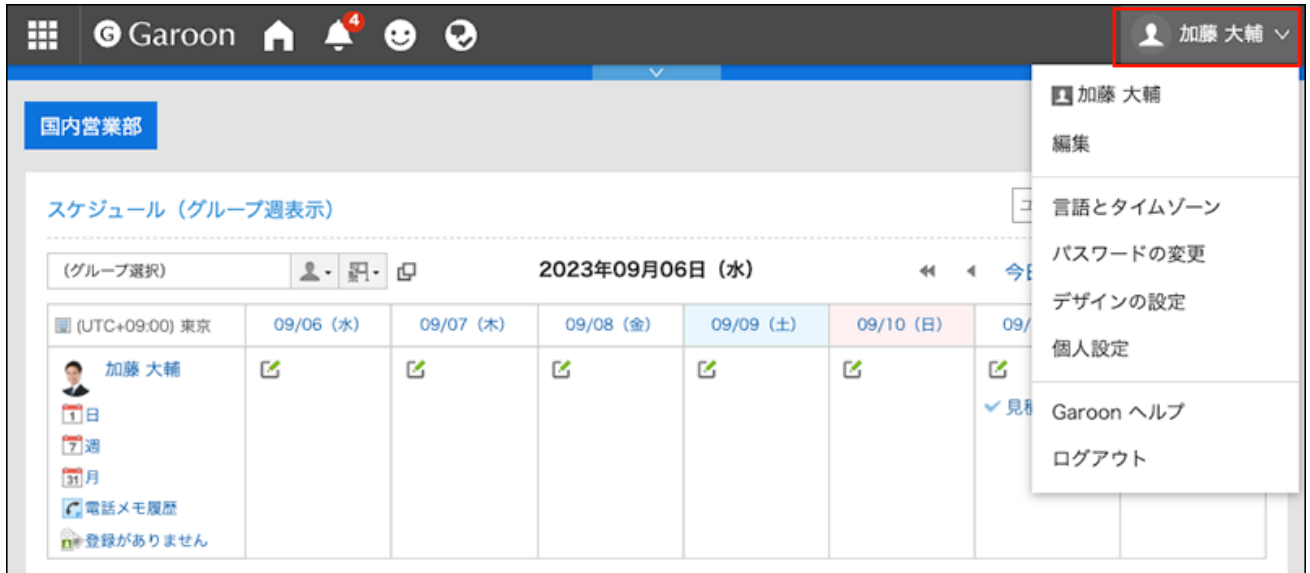 Garoon 4 加藤 大輔
加藤 大輔
編集
国内営業部
スケジュール（グループ週表示）
言語とタイムゾーン
パスワードの変更
デザインの設定
個人設定
Garoon ヘルプ
ログアウト
（グループ選択）
2023年09月06日（水）
(UTC+09:00) 東京 09/06（水） 09/07（木） 09/08（金） 09/09（土） 09/10（日） 09/
加藤 大輔
1 日
7 週
31 月
電話メモ履歴
登録がありません